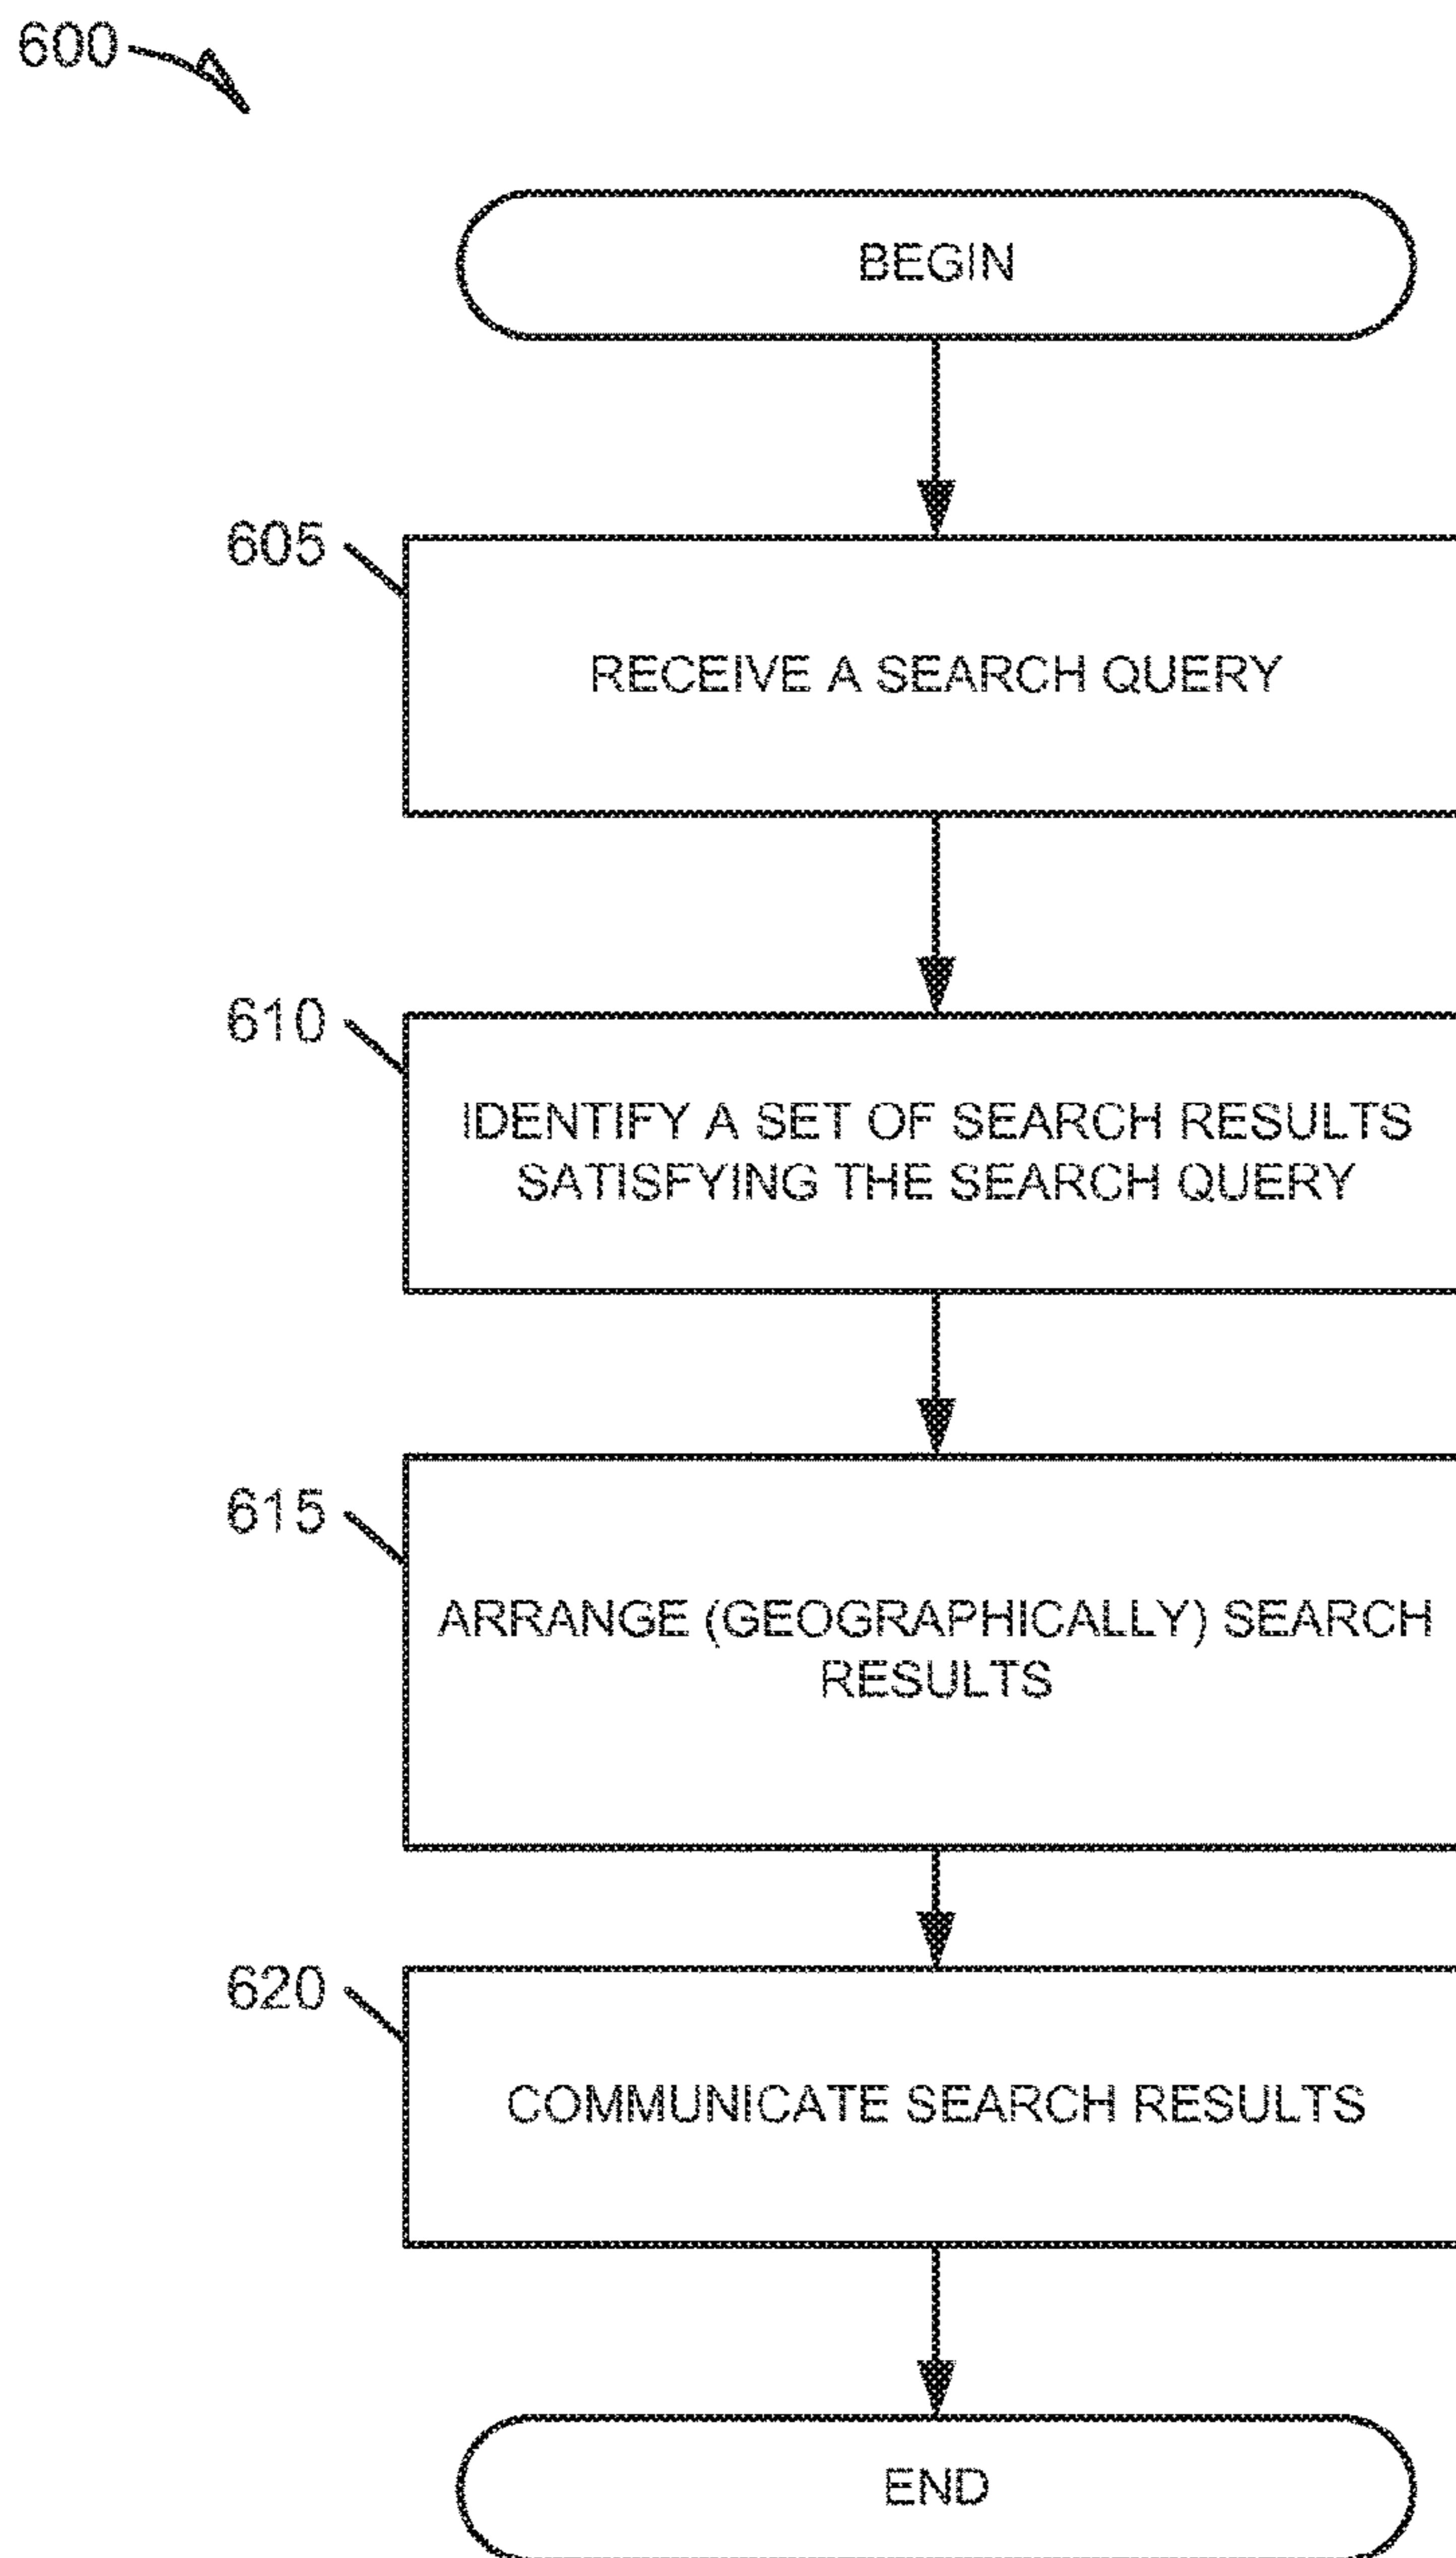 600
BEGIN
605
RECEIVE A SEARCH QUERY
610
IDENTIFY A SET OF SEARCH RESULTS
SATISFYING THE SEARCH QUERY
615
ARRANGE (GEOGRAPHICALLY) SEARCH
RESULTS
620
COMMUNICATE SEARCH RESULTS
END